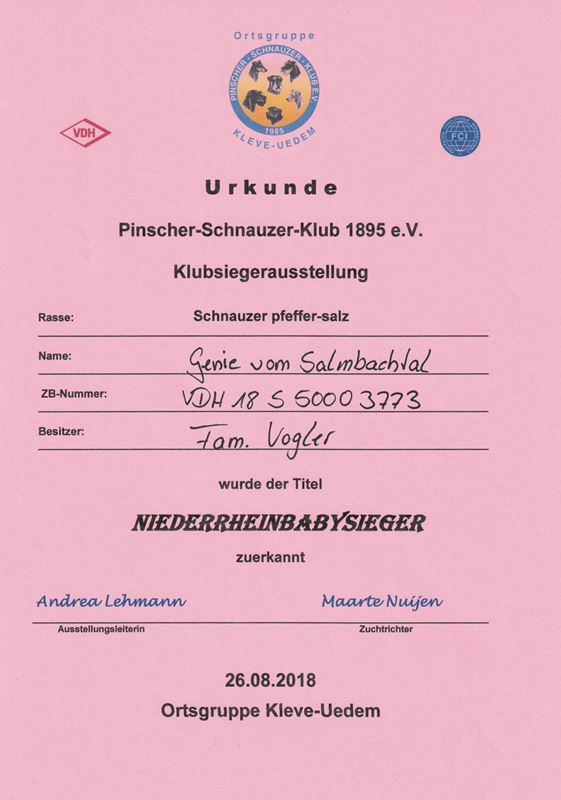 Ortsgruppe
PINSCHER - SCHNAUZER - KLUB E.V.
1985
KLEVE-UEDEM
VDH
FCI
Urkunde
Pinscher-Schnauzer-Klub 1895 e.V.
Klubsiegerausstellung
Rasse: Schnauzer pfeffer-salz
Name: Genie vom Salmbachtal
ZB-Nummer: VDH 18 S 5000 3773
Besitzer: Fam. Vogler
wurde der Titel
NIEDERRHEINBABYSIEGER
zuerkannt
Andrea Lehmann Maarte Nuijen
Ausstellungsleiterin Zuchtrichter
26.08.2018
Ortsgruppe Kleve-Uedem